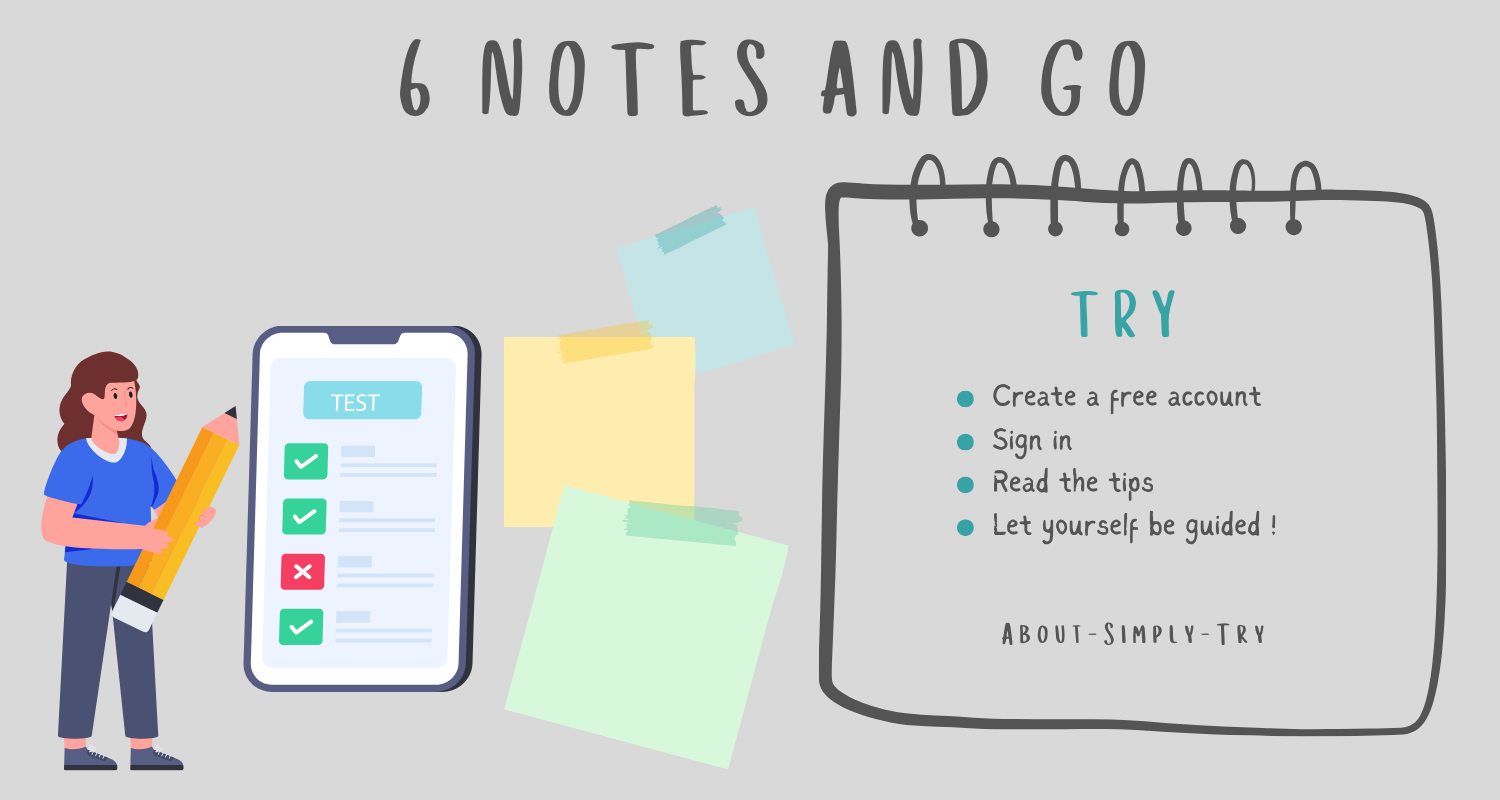 6 NOTES AND GO
TEST
TRY
Create a free account
Sign in
Read the tips
Let yourself be guided !
About-Simply-Try